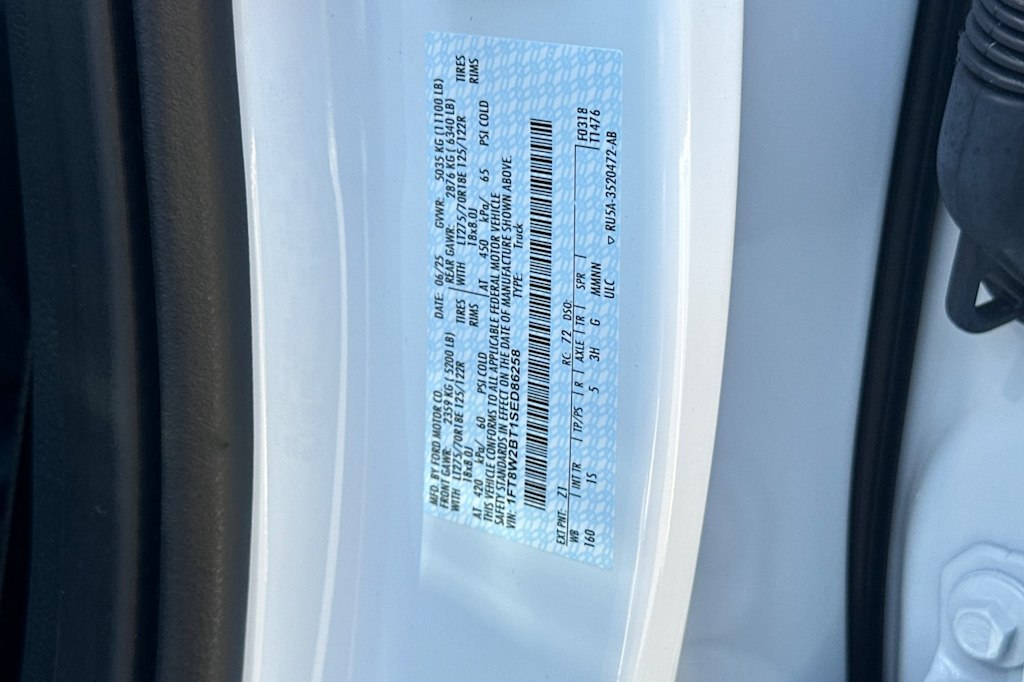 MFD. BY FORD MOTOR CO.
DATE: 06/25 GVWR: 5035 KG (11100 LB)
FRONT GAWR: 2359 KG ( 5200 LB) REAR GAWR: 2876 KG ( 6340 LB)
WITH LT275/70R18E 125/122R TIRES WITH LT275/70R18E 125/122R TIRES
18x8.0J RIMS 18x8.0J RIMS
AT 420 kPa/ 60 PSI COLD AT 450 kPa/ 65 PSI COLD
THIS VEHICLE CONFORMS TO ALL APPLICABLE FEDERAL MOTOR VEHICLE
SAFETY STANDARDS IN EFFECT ON THE DATE OF MANUFACTURE SHOWN ABOVE.
VIN: 1FT8W2BT1SED86258 TYPE: Truck
EXT PNT: Z1 RC: 72 DSO: F0318
WB INT TR TP/PS R AXLE TR SPR T1476
160 15 5 3H G MMNN
ULC ▽ RU5A-3520472-AB